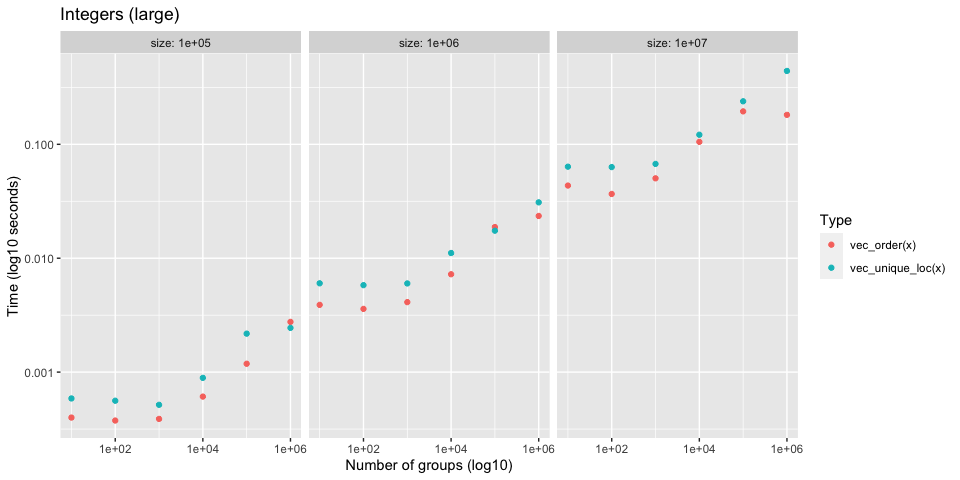 Integers (large)
size: 1e+05
size: 1e+06
size: 1e+07
Time (log10 seconds)
0.100
0.010
0.001
1e+02 1e+04 1e+06
1e+02 1e+04 1e+06
1e+02 1e+04 1e+06
Number of groups (log10)
Type
vec_order(x)
vec_unique_loc(x)